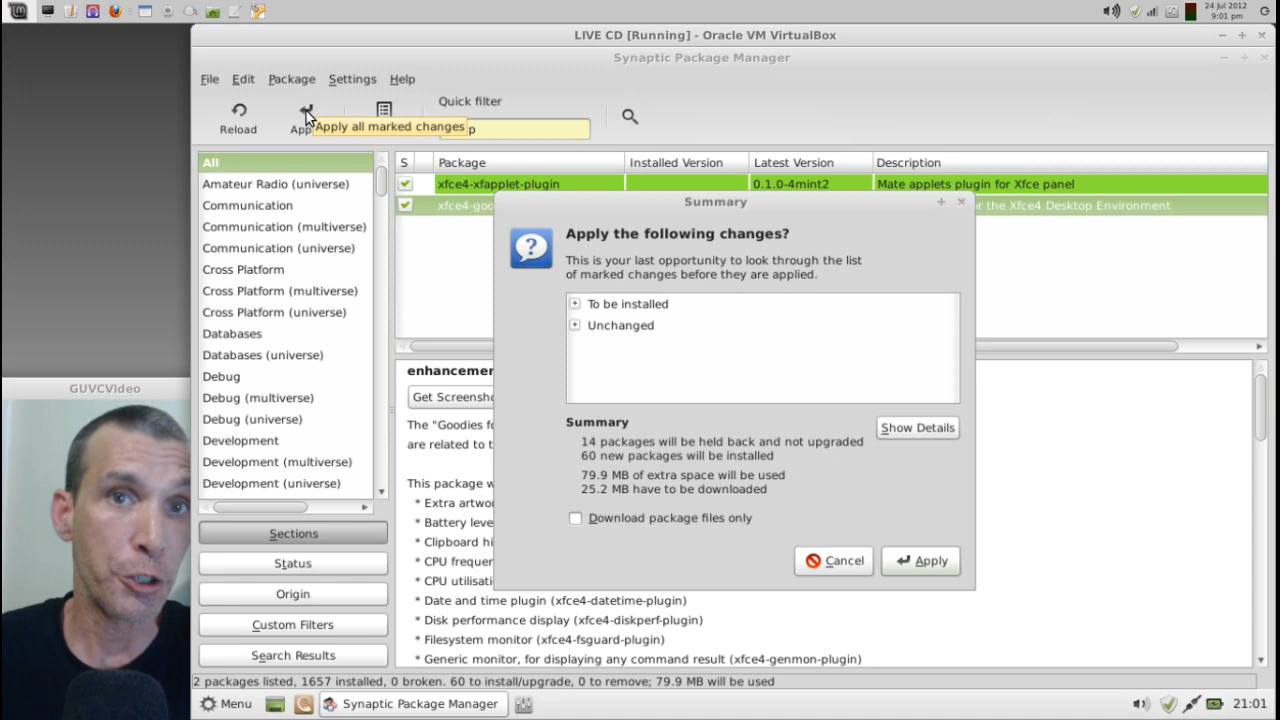 24 Jul 2012
9:01 pm
LIVE CD [Running] - Oracle VM VirtualBox
Synaptic Package Manager
File Edit Package Settings Help
Quick filter
Reload
App
Apply all marked changes
p
All
Amateur Radio (universe)
Communication
Communication (multiverse)
Communication (universe)
Cross Platform
Cross Platform (multiverse)
Cross Platform (universe)
Databases
Databases (universe)
Debug
Debug (multiverse)
Debug (universe)
Development
Development (multiverse)
Development (universe)
Sections
Status
Origin
Custom Filters
Search Results
S Package Installed Version Latest Version Description
xfce4-xfapplet-plugin 0.1.0-4mint2 Mate applets plugin for Xfce panel
xfce4-goo or the Xfce4 Desktop Environment
Summary
Apply the following changes?
This is your last opportunity to look through the list
of marked changes before they are applied.
To be installed
Unchanged
Summary
Show Details
14 packages will be held back and not upgraded
60 new packages will be installed
79.9 MB of extra space will be used
25.2 MB have to be downloaded
Download package files only
Cancel Apply
enhancemen
Get Screensho
The "Goodies fo
are related to t
This package w
* Extra artwor
* Battery leve
* Clipboard hi
* CPU frequen
* CPU utilisati
* Date and time plugin (xfce4-datetime-plugin)
* Disk performance display (xfce4-diskperf-plugin)
* Filesystem monitor (xfce4-fsguard-plugin)
* Generic monitor, for displaying any command result (xfce4-genmon-plugin)
2 packages listed, 1657 installed, 0 broken. 60 to install/upgrade, 0 to remove; 79.9 MB will be used
Menu Synaptic Package Manager 21:01
GUVCVIdeo